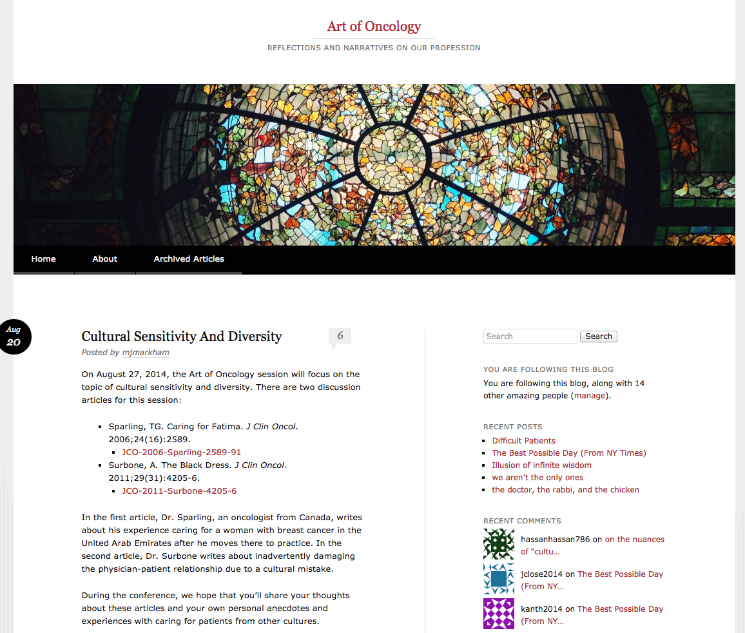 Art of Oncology
REFLECTIONS AND NARRATIVES ON OUR PROFESSION
Home
About
Archived Articles
Aug
20
Cultural Sensitivity And Diversity
6
Posted by mjmarkham
On August 27, 2014, the Art of Oncology session will focus on the
topic of cultural sensitivity and diversity. There are two discussion
articles for this session:
Sparling, TG. Caring for Fatima. J Clin Oncol.
2006;24(16):2589.
JCO-2006-Sparling-2589-91
Surbone, A. The Black Dress. J Clin Oncol.
2011;29(31):4205-6.
JCO-2011-Surbone-4205-6
In the first article, Dr. Sparling, an oncologist from Canada, writes
about his experience caring for a woman with breast cancer in the
United Arab Emirates after he moves there to practice. In the
second article, Dr. Surbone writes about inadvertently damaging
the physician-patient relationship due to a cultural mistake.
During the conference, we hope that you'll share your thoughts
about these articles and your own personal anecdotes and
experiences with caring for patients from other cultures.
Search
Search
YOU ARE FOLLOWING THIS BLOG
You are following this blog, along with 14
other amazing people (manage).
RECENT POSTS
Difficult Patients
The Best Possible Day (From NY Times)
Illusion of infinite wisdom
we aren't the only ones
the doctor, the rabbi, and the chicken
RECENT COMMENTS
hassanhassan786 on on the nuances
of "cultu…
jclose2014 on The Best Possible Day
(From NY…
kanth2014 on The Best Possible Day
(From NY…